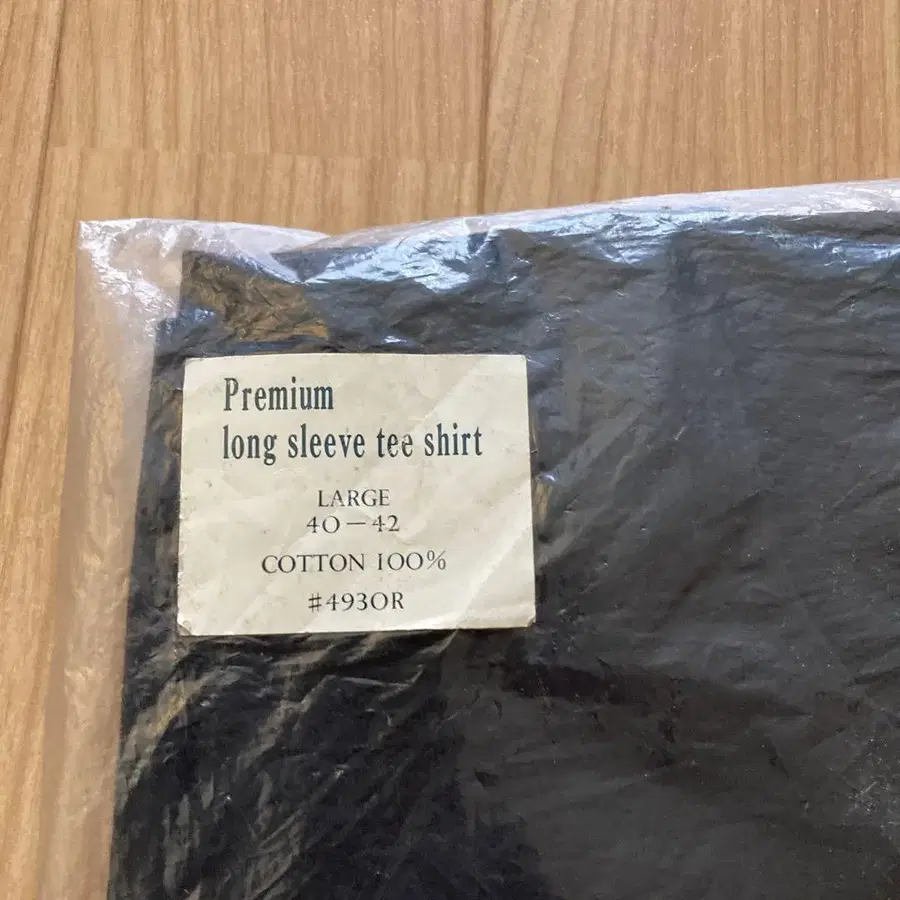 Premium
long sleeve tee shirt
LARGE
40-42
COTTON 100%
#4930R